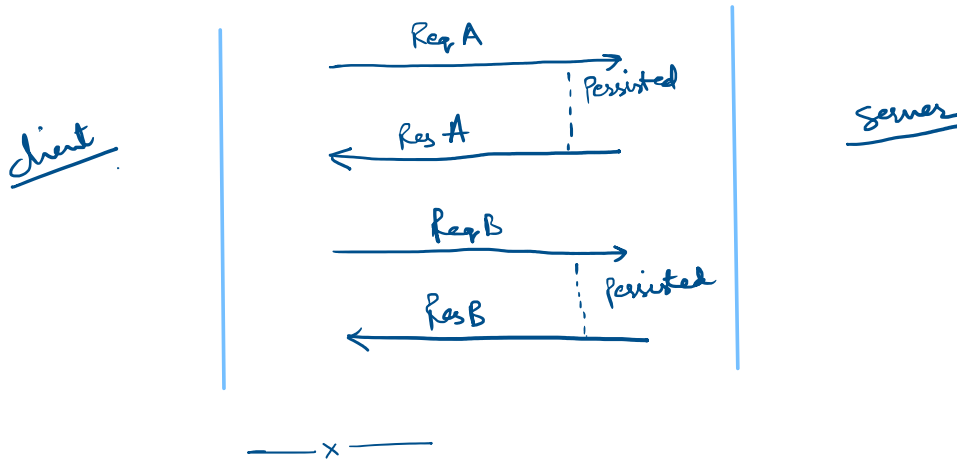 Req A
Persisted
Client
Res A
Server
Req B
Persisted
Res B
x